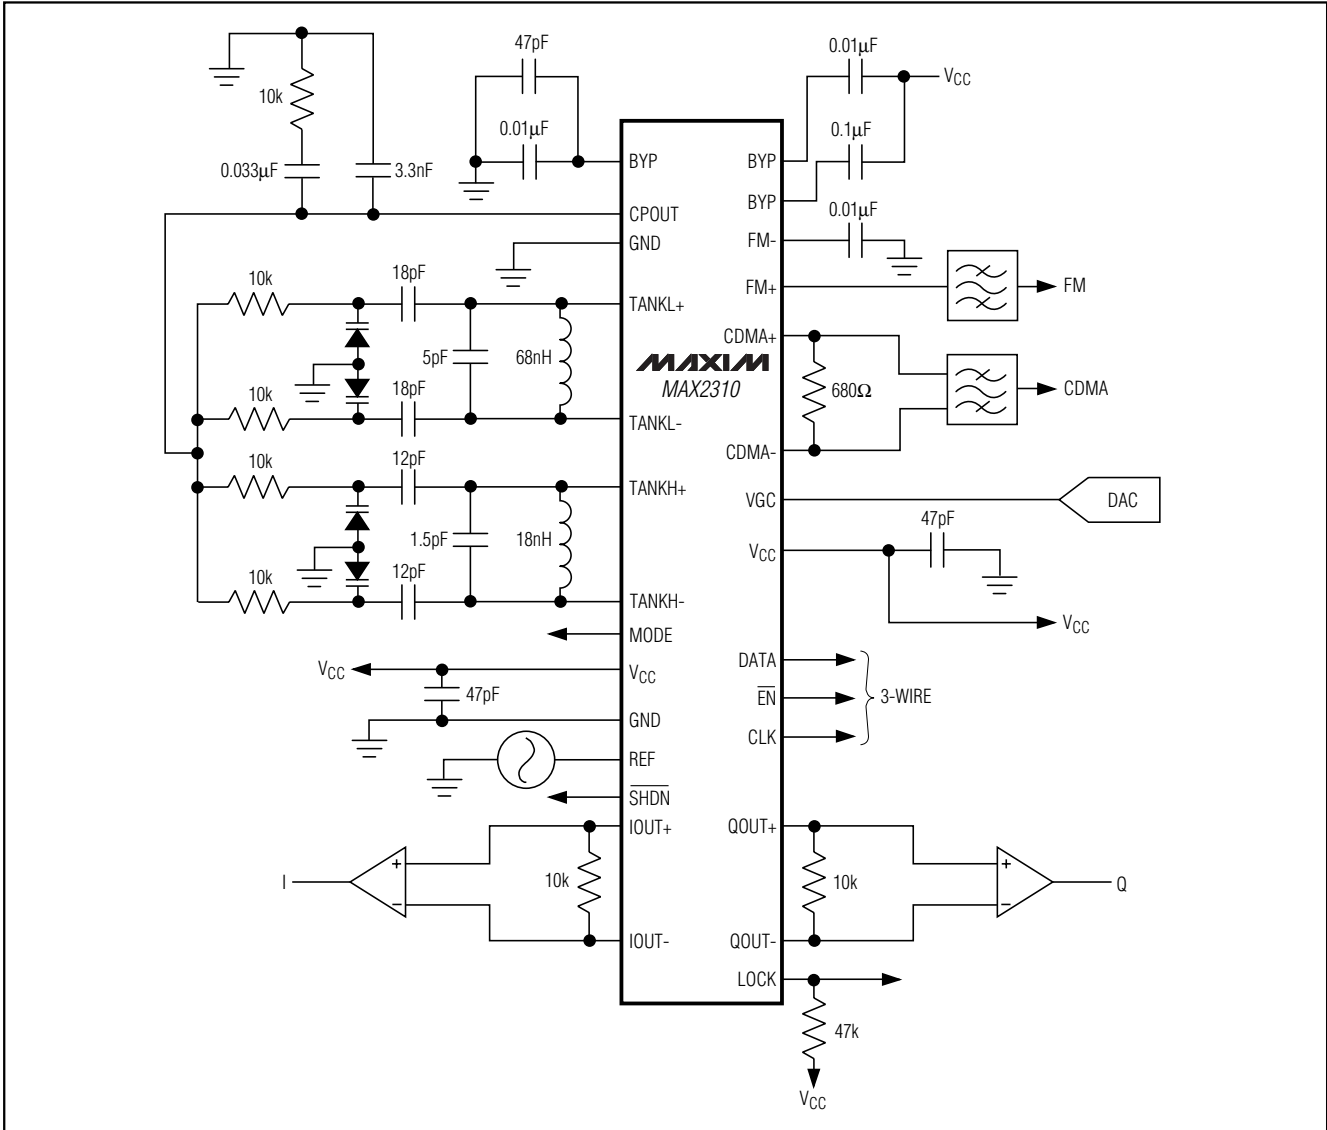 47pF
0.01µF
VCC
10k
0.01µF
0.1µF
0.033µF
3.3nF
BYP
BYP
CPOUT
BYP
0.01µF
GND
FM-
10k
18pF
TANKL+
FM+
FM
CDMA+
5pF
68nH
MAXIM
MAX2310
680Ω
CDMA
10k
18pF
TANKL-
CDMA-
10k
12pF
TANKH+
VGC
DAC
47pF
1.5pF
18nH
VCC
10k
12pF
TANKH-
MODE
VCC
VCC
VCC
47pF
DATA
EN
3-WIRE
GND
CLK
REF
SHDN
IOUT+
QOUT+
+
+
I
10k
10k
Q
−
−
IOUT-
QOUT-
LOCK
47k
VCC